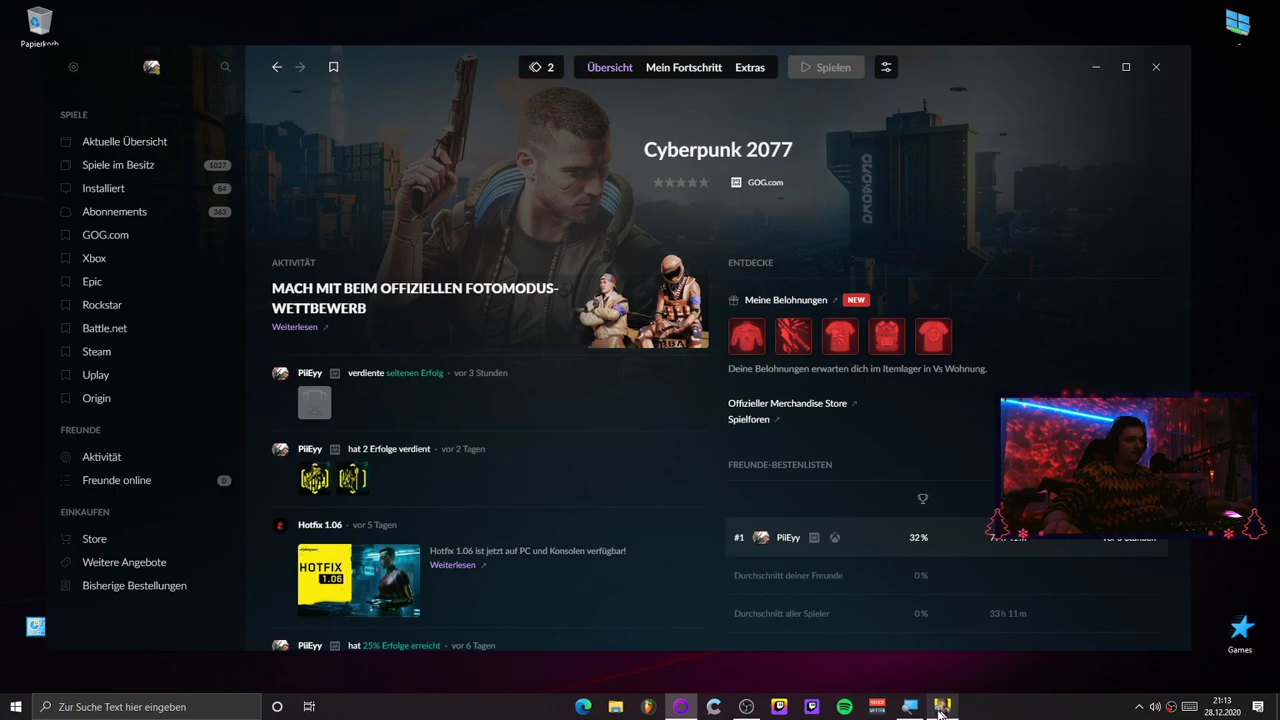 Papierkorb
2
Übersicht
Mein Fortschritt
Extras
Spielen
SPIELE
Aktuelle Übersicht
Spiele im Besitz 1027
Installiert 94
Abonnements 363
GOG.com
Xbox
Epic
Rockstar
Battle.net
Steam
Uplay
Origin
FREUNDE
Aktivität
Freunde online 0
EINKAUFEN
Store
Weitere Angebote
Bisherige Bestellungen
Cyberpunk 2077
GOG.com
AKTIVITÄT
MACH MIT BEIM OFFIZIELLEN FOTOMODUS-
WETTBEWERB
Weiterlesen
PiiEyy verdiente seltenen Erfolg · vor 3 Stunden
PiiEyy hat 2 Erfolge verdient · vor 2 Tagen
Hotfix 1.06 · vor 5 Tagen
HOTFIX
1.06
Hotfix 1.06 ist jetzt auf PC und Konsolen verfügbar!
Weiterlesen
PiiEyy hat 25% Erfolge erreicht · vor 6 Tagen
ENTDECKE
Meine Belohnungen NEW
Deine Belohnungen erwarten dich im Itemlager in Vs Wohnung.
Offizieller Merchandise Store
Spielforen
FREUNDE-BESTENLISTEN
#1 PiiEyy 32%
Durchschnitt deiner Freunde 0%
Durchschnitt aller Spieler 0% 33 h 11 m
Games
Zur Suche Text hier eingeben
21:13
28.12.2020